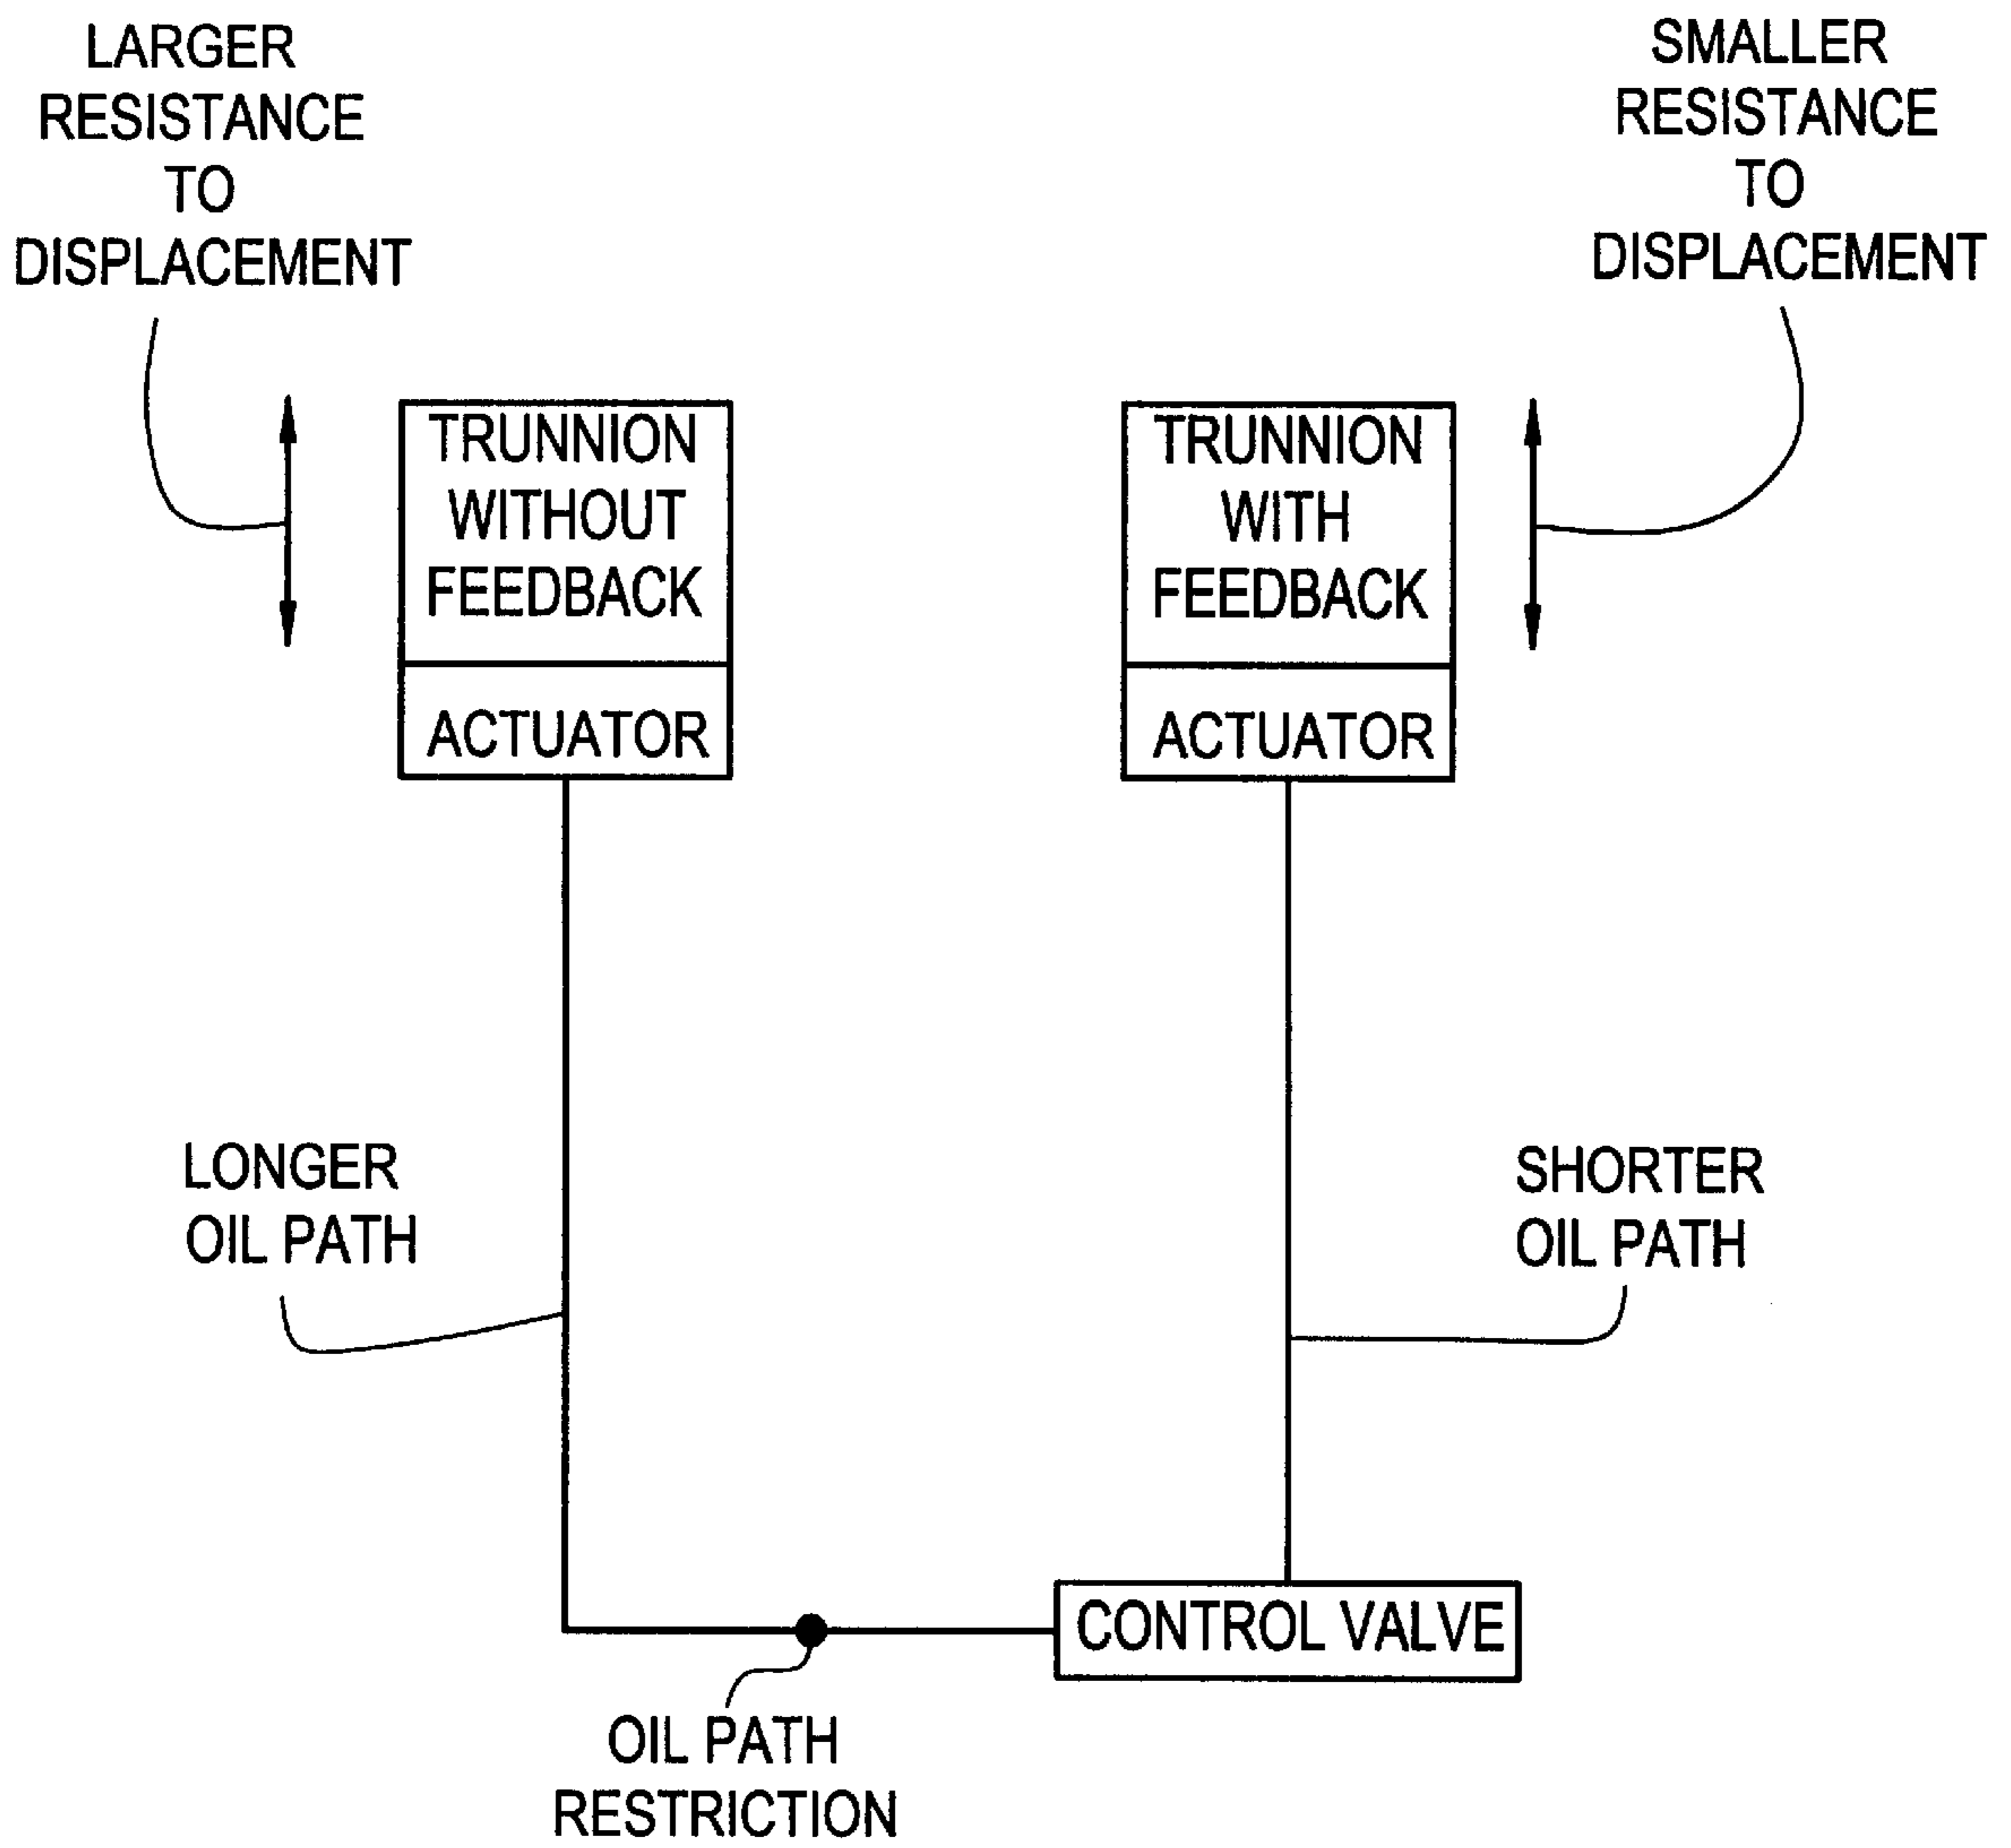 LARGER
RESISTANCE
TO
DISPLACEMENT
SMALLER
RESISTANCE
TO
DISPLACEMENT
TRUNNION
WITHOUT
FEEDBACK
ACTUATOR
TRUNNION
WITH
FEEDBACK
ACTUATOR
LONGER
OIL PATH
SHORTER
OIL PATH
CONTROL VALVE
OIL PATH
RESTRICTION